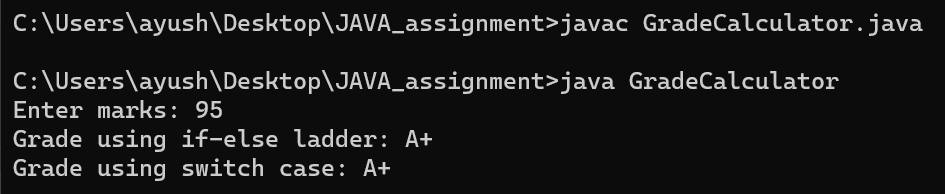 C:\Users\ayush\Desktop\JAVA_assignment>javac GradeCalculator.java
C:\Users\ayush\Desktop\JAVA_assignment>java GradeCalculator
Enter marks: 95
Grade using if-else ladder: A+
Grade using switch case: A+